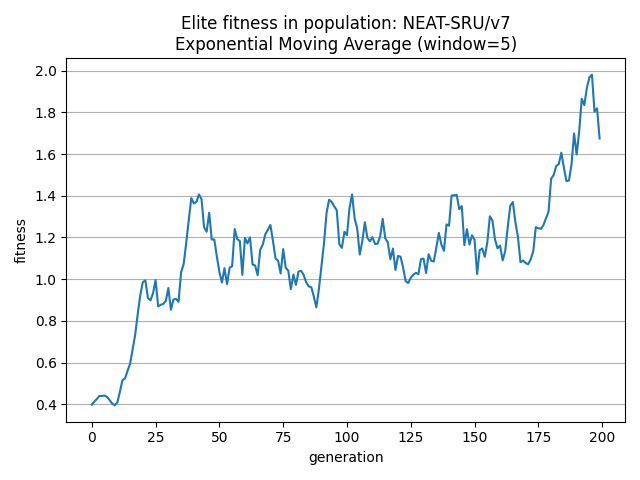 Elite fitness in population: NEAT-SRU/v7
Exponential Moving Average (window=5)
fitness
2.0
1.8
1.6
1.4
1.2
1.0
0.8
0.6
0.4
0 25 50 75 100 125 150 175 200
generation